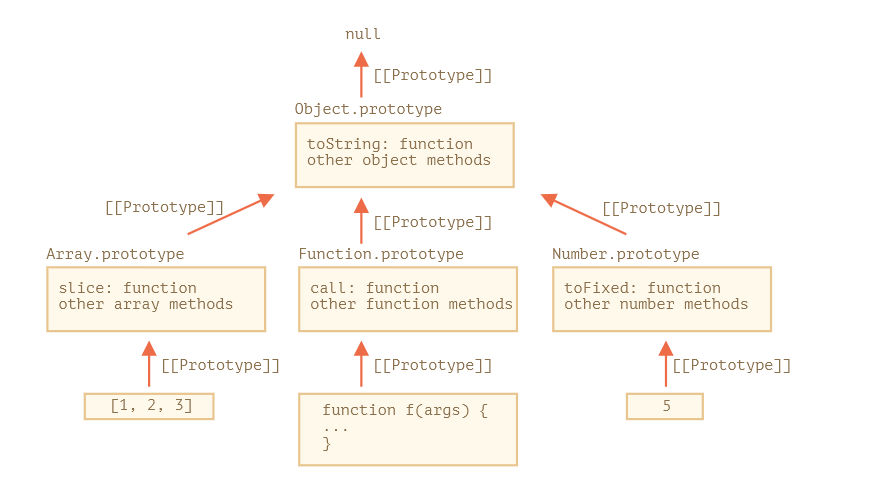 null
[[Prototype]]
Object.prototype
toString: function
other object methods
[[Prototype]]
[[Prototype]]
[[Prototype]]
Array.prototype
Function.prototype
Number.prototype
slice: function
other array methods
call: function
other function methods
toFixed: function
other number methods
[[Prototype]]
[[Prototype]]
[[Prototype]]
[1, 2, 3]
function f(args) {
...
}
5